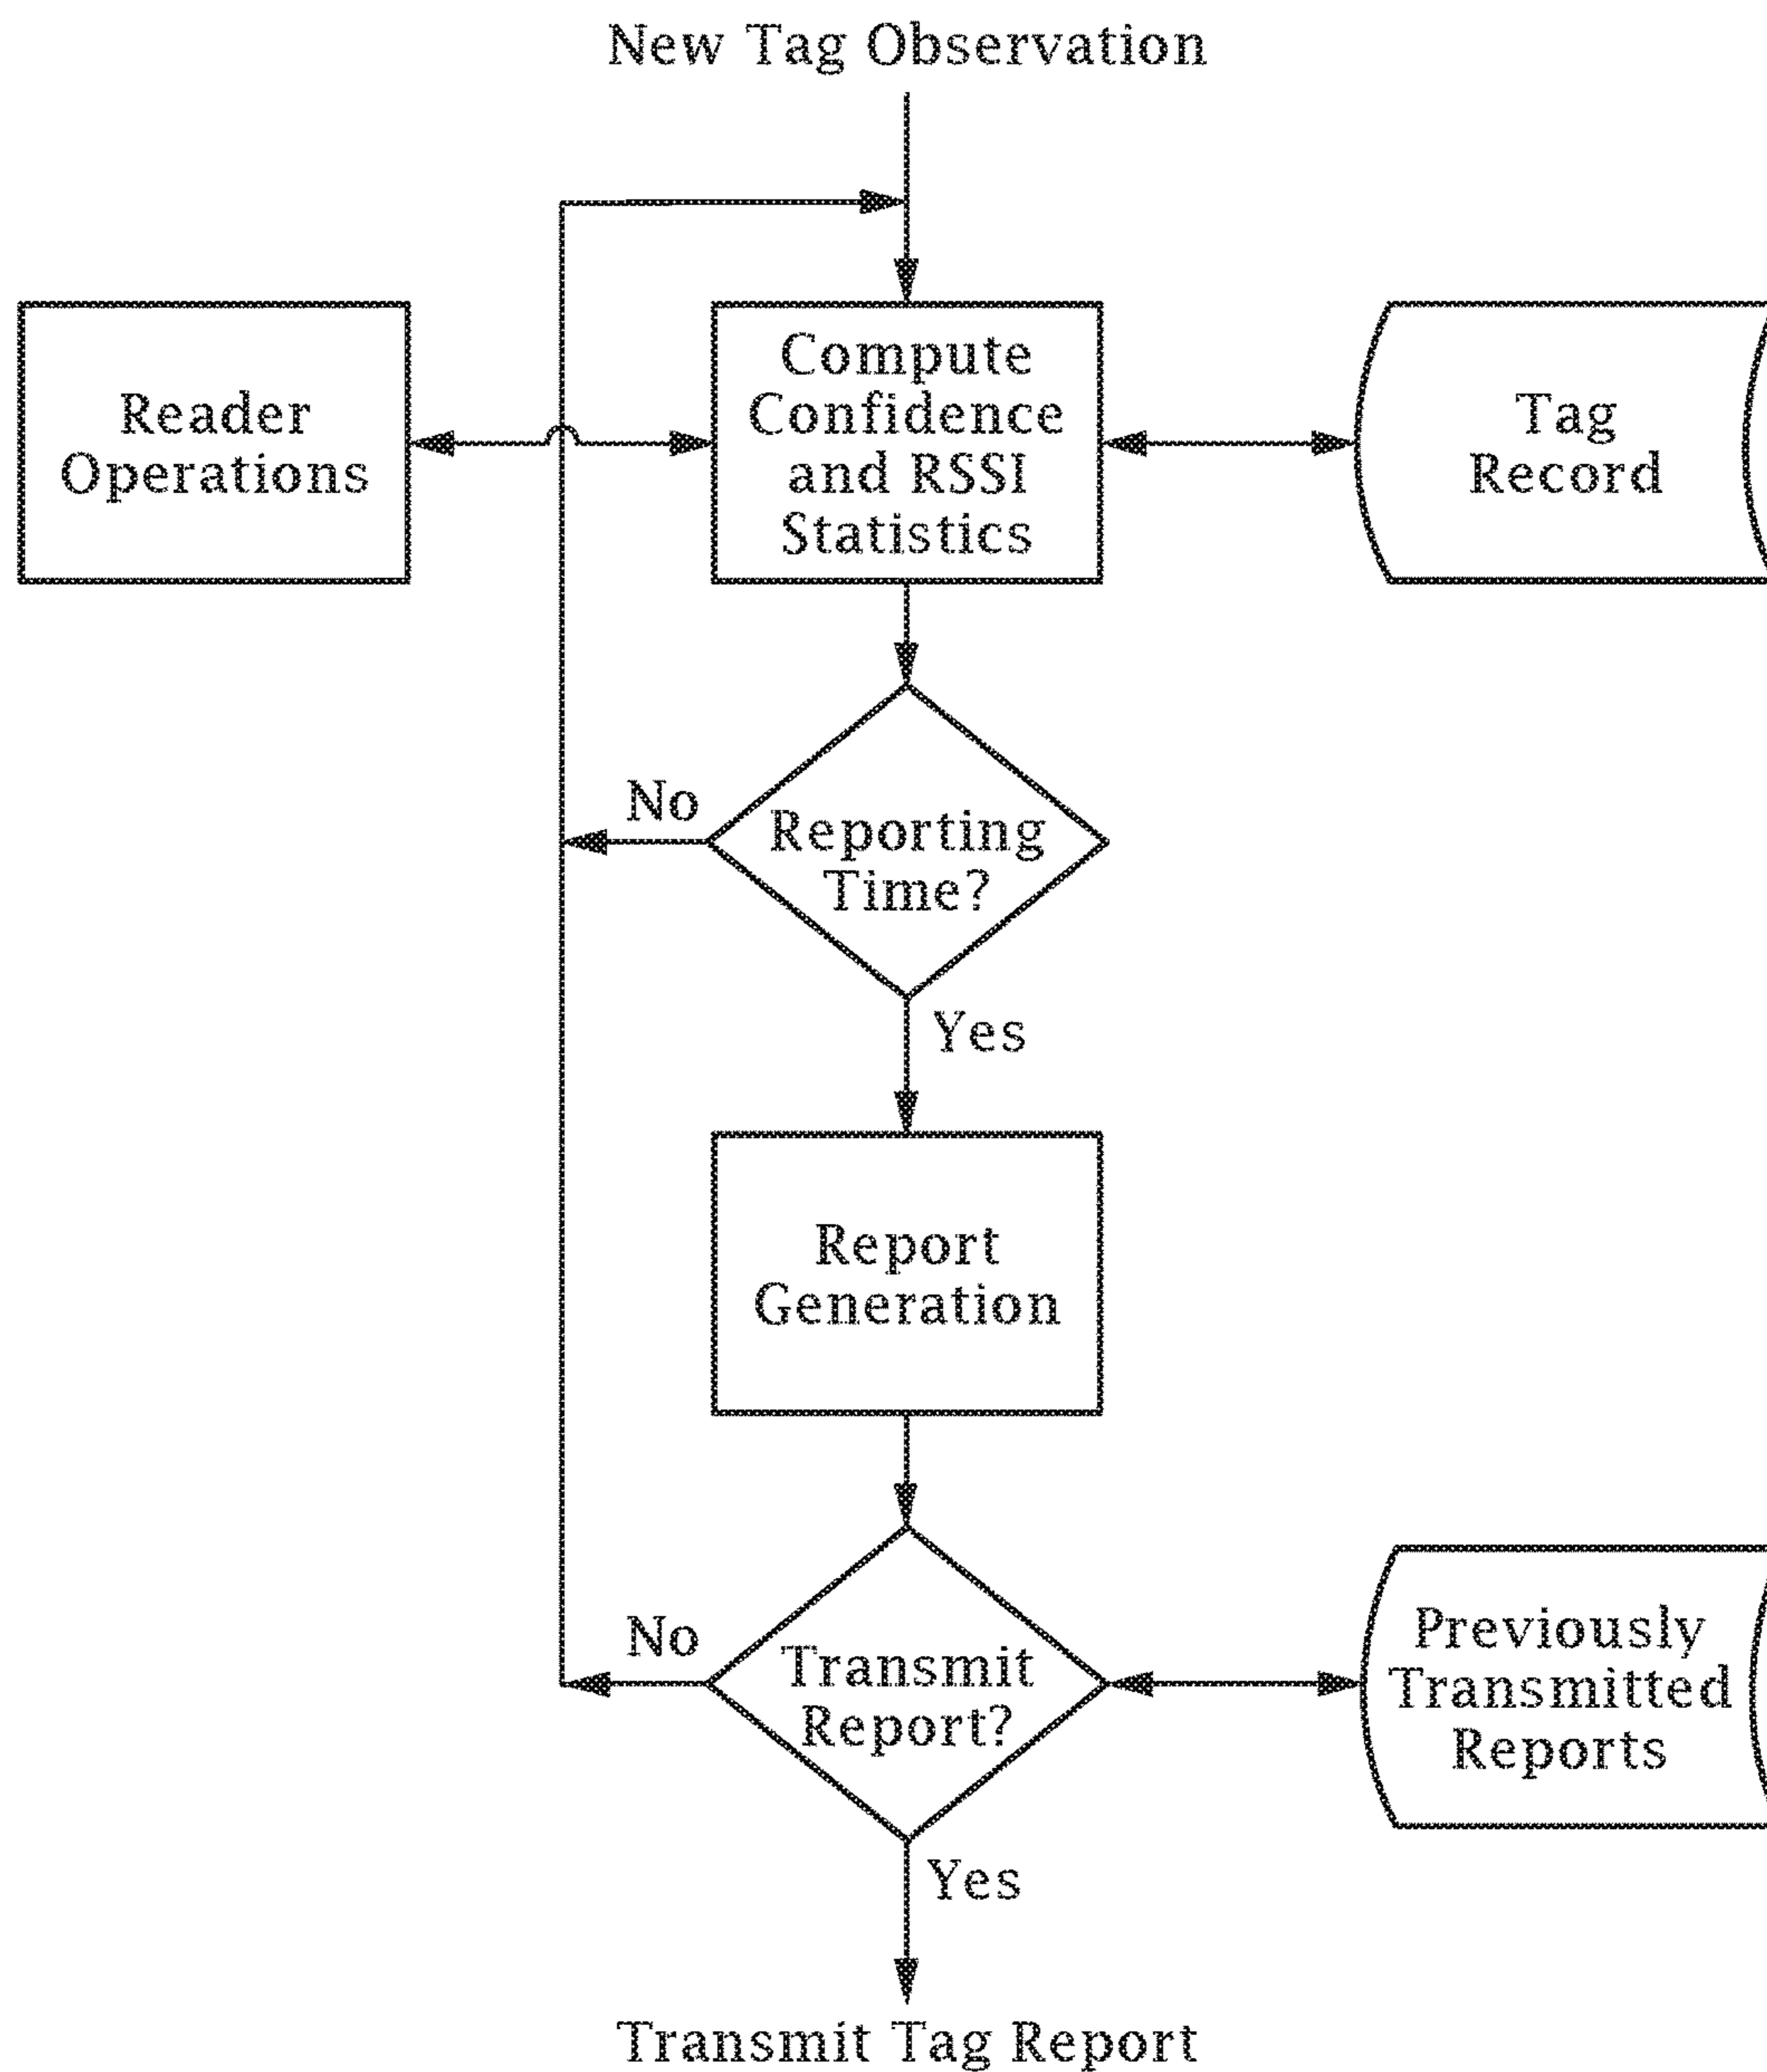 New Tag Observation
Reader
Operations
Compute
Confidence
and RSSI
Statistics
Tag
Record
No
Reporting
Time?
Yes
Report
Generation
No
Transmit
Report?
Previously
Transmitted
Reports
Yes
Transmit Tag Report